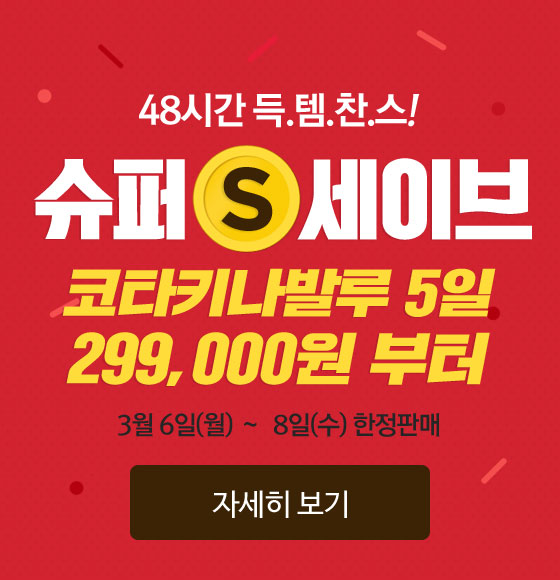 48시간 득.템.찬.스!
슈퍼 S 세이브
코타키나발루 5일
299,000원 부터
3월 6일(월) ~ 8일(수) 한정판매
자세히 보기